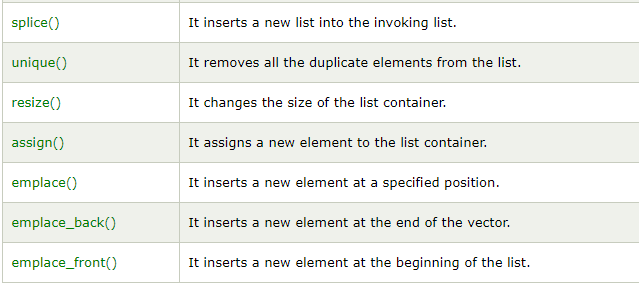 splice() It inserts a new list into the invoking list.
unique() It removes all the duplicate elements from the list.
resize() It changes the size of the list container.
assign() It assigns a new element to the list container.
emplace() It inserts a new element at a specified position.
emplace_back() It inserts a new element at the end of the vector.
emplace_front() It inserts a new element at the beginning of the list.